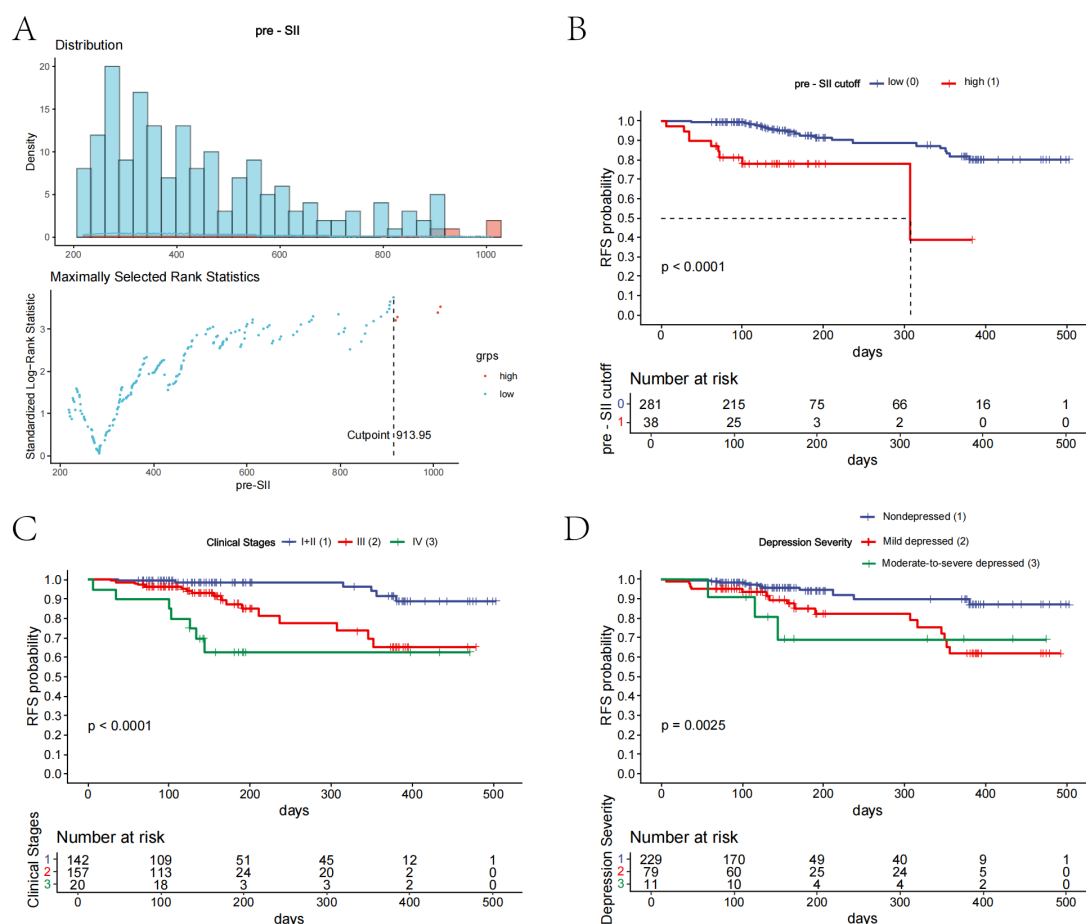 A
pre - SII
Distribution
Density
20
15
10
5
0
200 400 600 800 1000
Maximally Selected Rank Statistics
Standardized Log-Rank Statistic
3
2
1
0
grps
high
low
Cutpoint 913.95
200 400 600 800 1000
pre-SII
B
pre - SII cutoff low (0) high (1)
RFS probability
1.0
0.9
0.8
0.7
0.6
0.5
0.4
0.3
0.2
0.1
0.0
p < 0.0001
0 100 200 300 400 500
days
Number at risk
pre - SII cutoff
0 281 215 75 66 16 1
1 38 25 3 2 0 0
0 100 200 300 400 500
days
C
Clinical Stages I+II (1) III (2) IV (3)
RFS probability
1.0
0.9
0.8
0.7
0.6
0.5
0.4
0.3
0.2
0.1
0.0
p < 0.0001
0 100 200 300 400 500
days
Number at risk
Clinical Stages
1 142 109 51 45 12 1
2 157 113 24 20 2 0
3 20 18 3 3 2 0
0 100 200 300 400 500
days
D
Depression Severity
Nondepressed (1)
Mild depressed (2)
Moderate-to-severe depressed (3)
RFS probability
1.0
0.9
0.8
0.7
0.6
0.5
0.4
0.3
0.2
0.1
0.0
p = 0.0025
0 100 200 300 400 500
days
Number at risk
Depression Severity
1 229 170 49 40 9 1
2 79 60 25 24 5 0
3 11 10 4 4 2 0
0 100 200 300 400 500
days